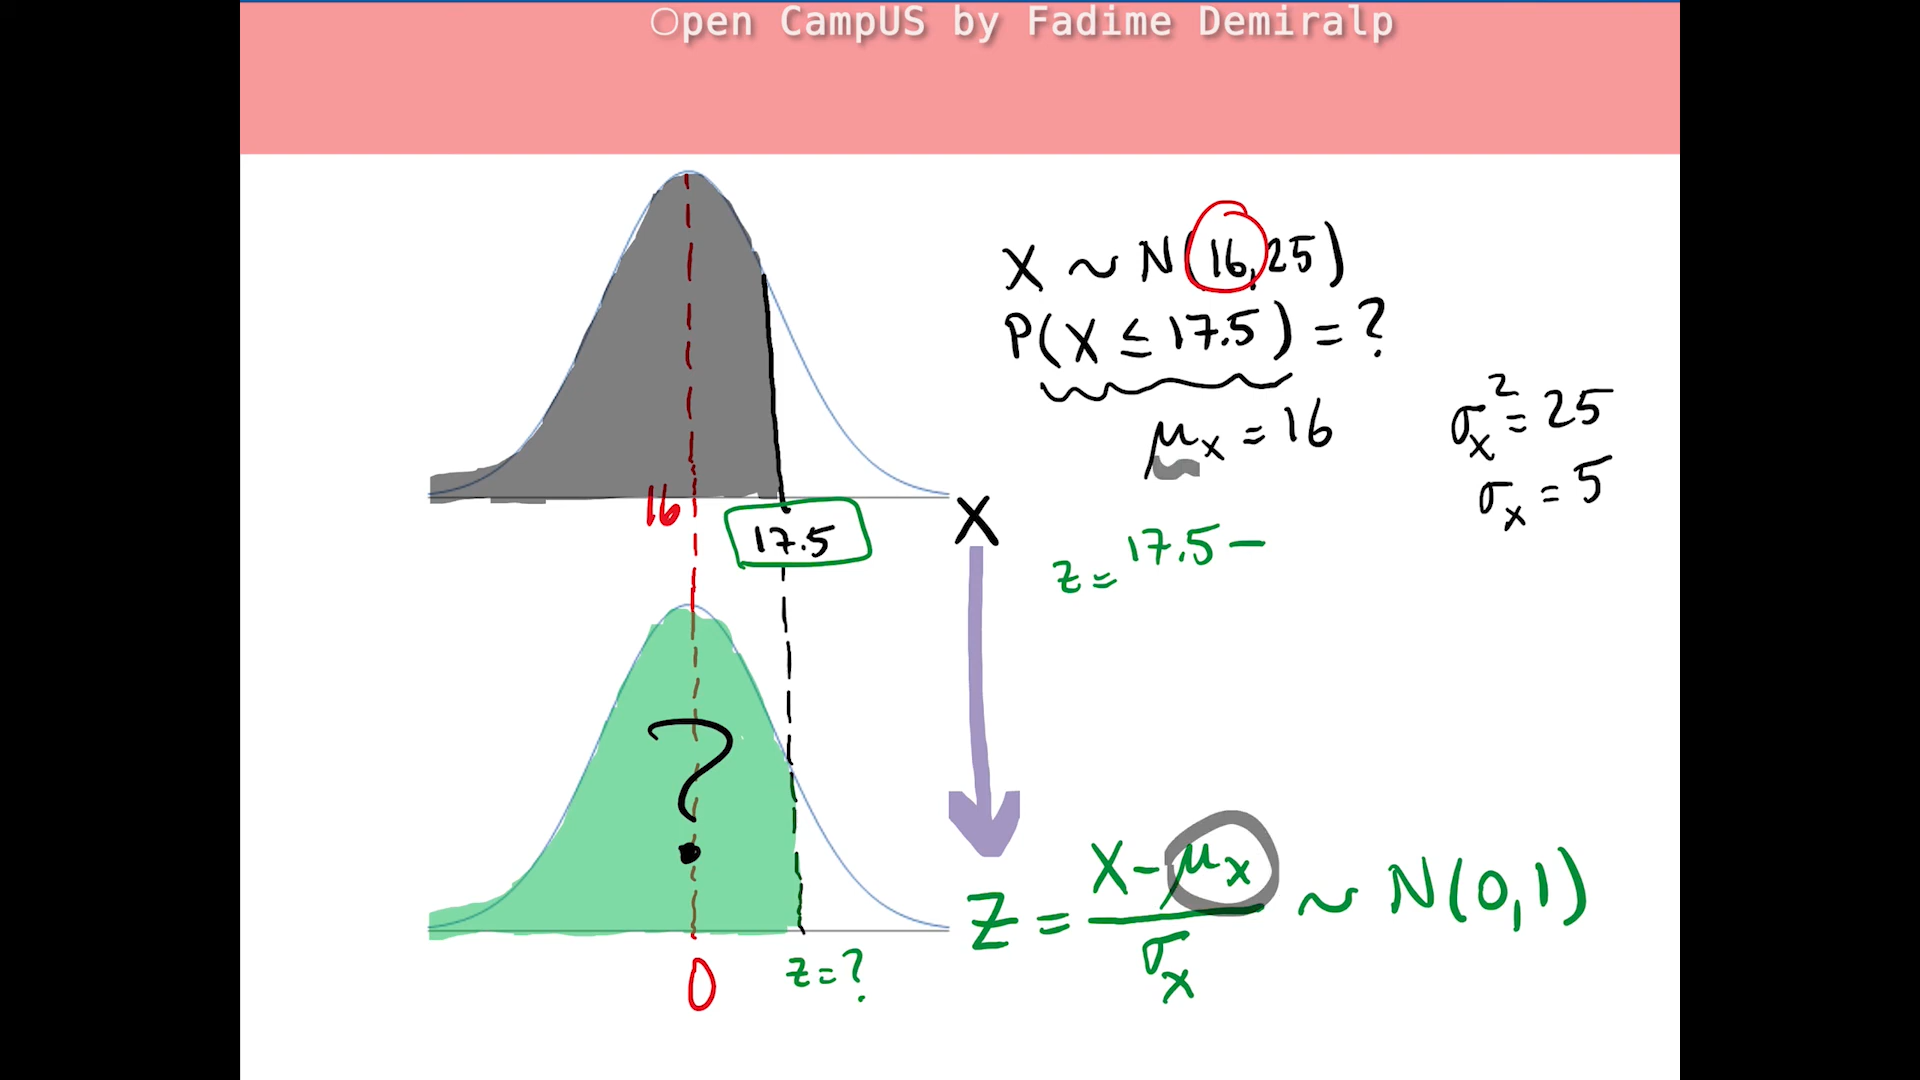 Open CampUS by Fadime Demiralp
X ~ N(16,25)
P(X ≤ 17.5) = ?
μx = 16
σx² = 25
σx = 5
16
17.5
X
z = 17.5 −
?
Z = X − μx / σx ~ N(0,1)
0
z = ?